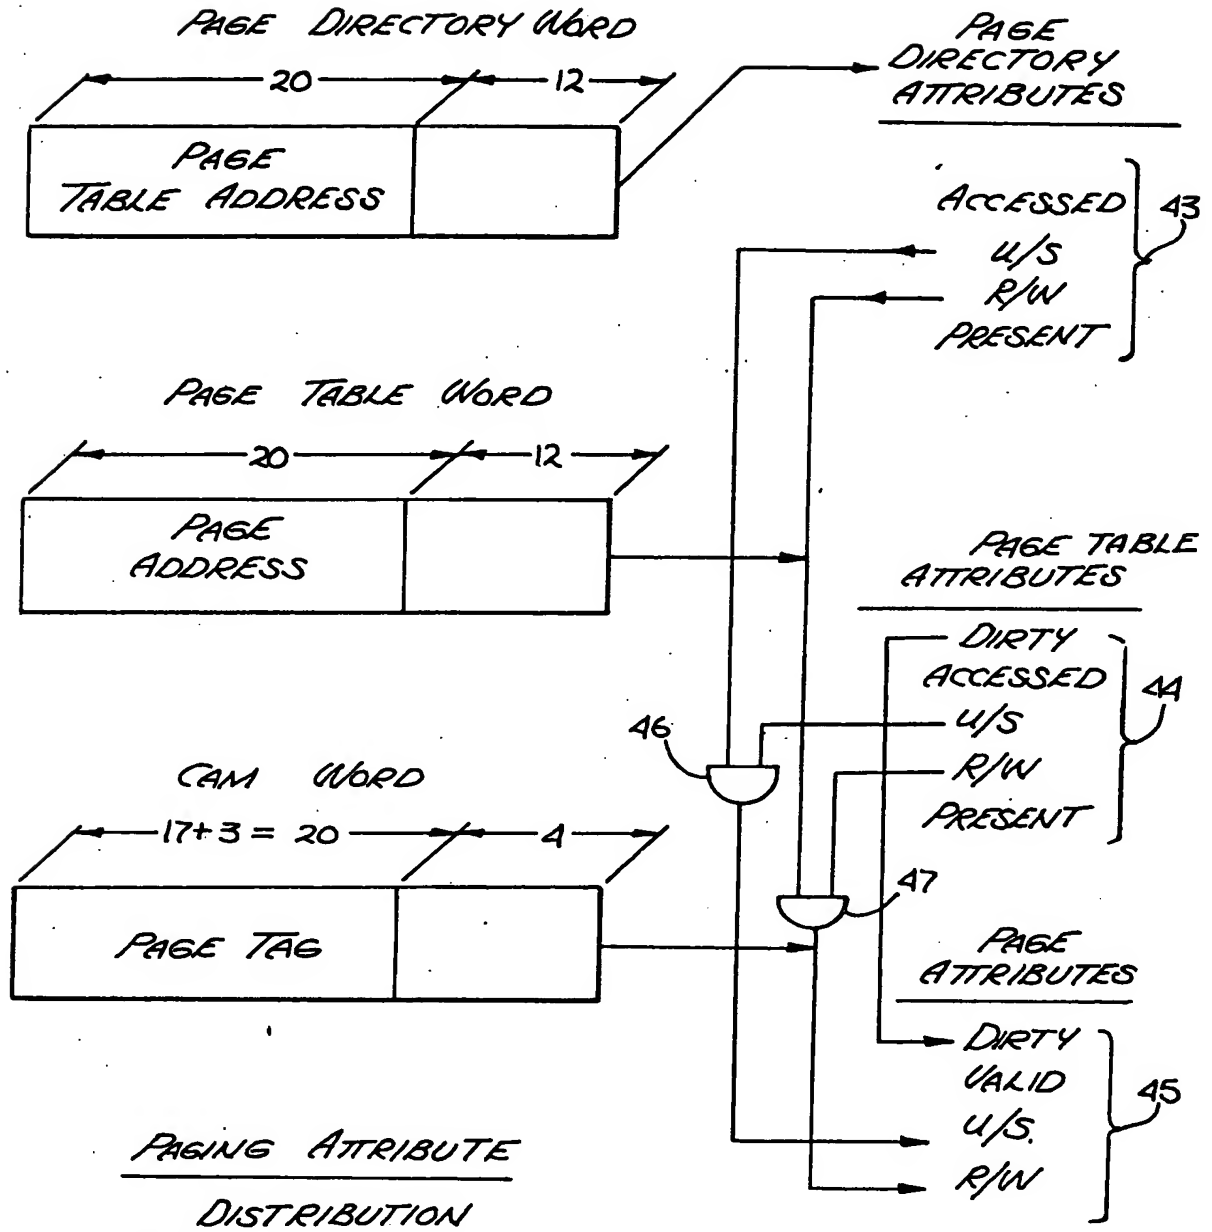 PAGE DIRECTORY WORD
20
12
PAGE
TABLE ADDRESS
PAGE
DIRECTORY
ATTRIBUTES
ACCESSED
U/S
R/W
PRESENT
43
PAGE TABLE WORD
20
12
PAGE
ADDRESS
PAGE TABLE
ATTRIBUTES
DIRTY
ACCESSED
U/S
R/W
PRESENT
44
46
47
CAM WORD
17+3 = 20
4
PAGE TAG
PAGE
ATTRIBUTES
DIRTY
VALID
U/S.
R/W
45
PAGING ATTRIBUTE
DISTRIBUTION